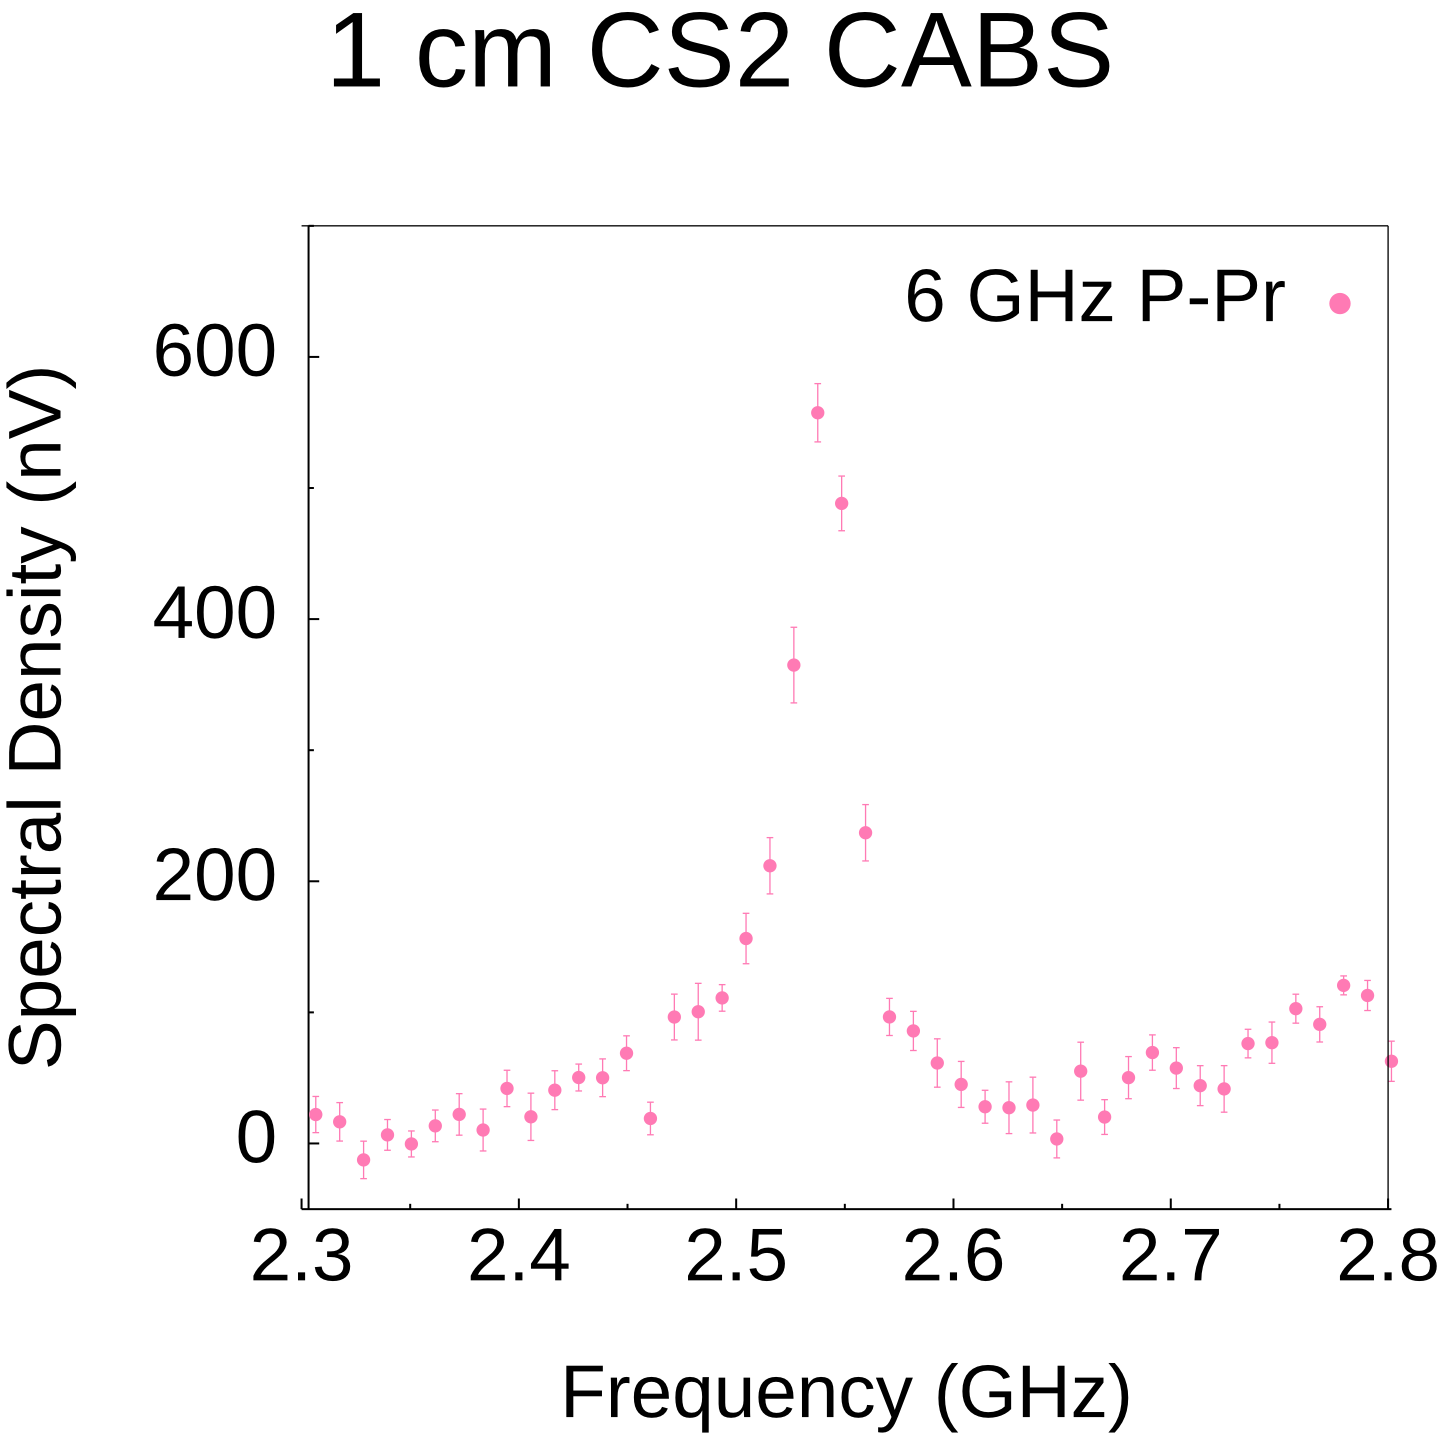 1 cm CS2 CABS
6 GHz P-Pr
Spectral Density (nV)
600
400
200
0
2.3 2.4 2.5 2.6 2.7 2.8
Frequency (GHz)